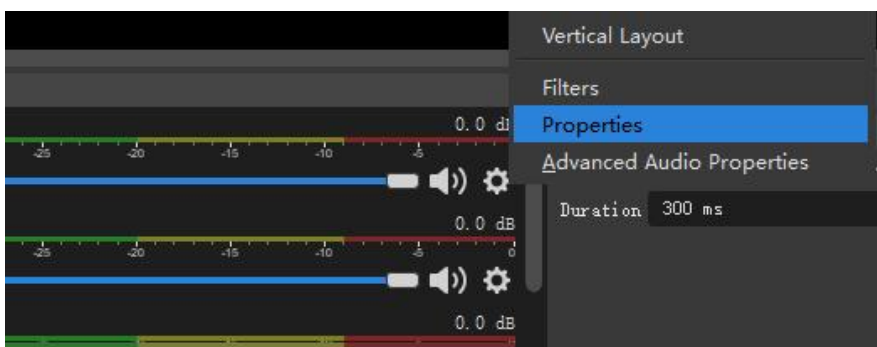 Vertical Layout
Filters
0.0 d
Properties
-25 -20 -15 -10 -5
Advanced Audio Properties
Duration 300 ms
0.0 dB
-25 -20 -15 -10 -5 0
0.0 dB